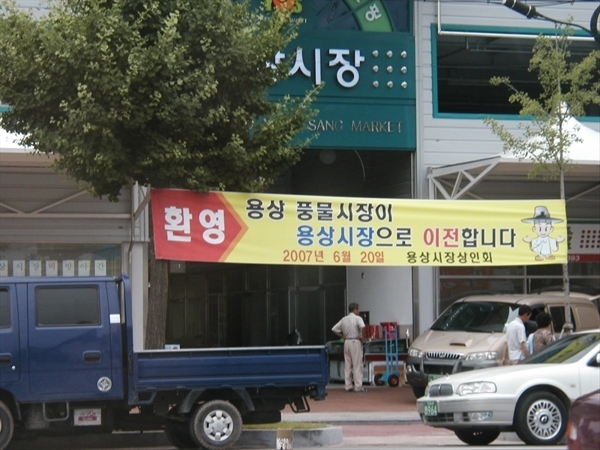 시장
SANG MARKET
환영
용상 풍물시장이
용상시장으로 이전합니다
2007년 6월 20일 용상시장상인회